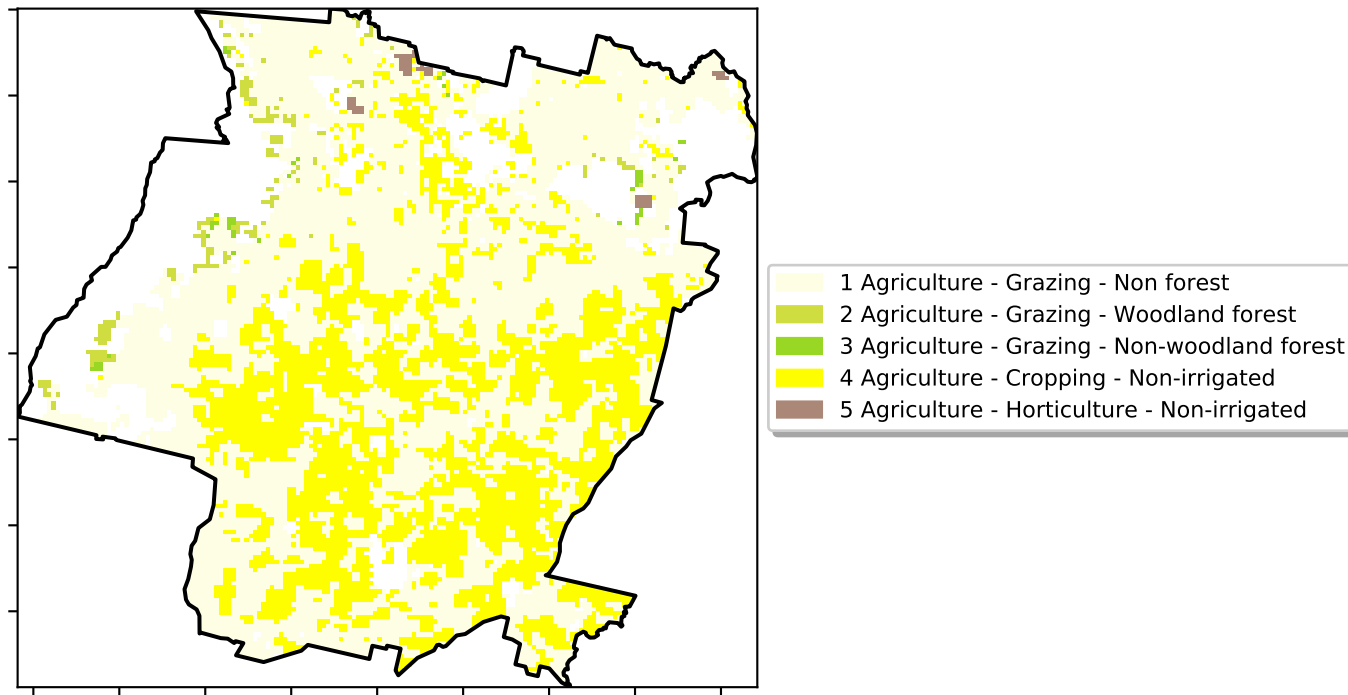 1 Agriculture - Grazing - Non forest
2 Agriculture - Grazing - Woodland forest
3 Agriculture - Grazing - Non-woodland forest
4 Agriculture - Cropping - Non-irrigated
5 Agriculture - Horticulture - Non-irrigated